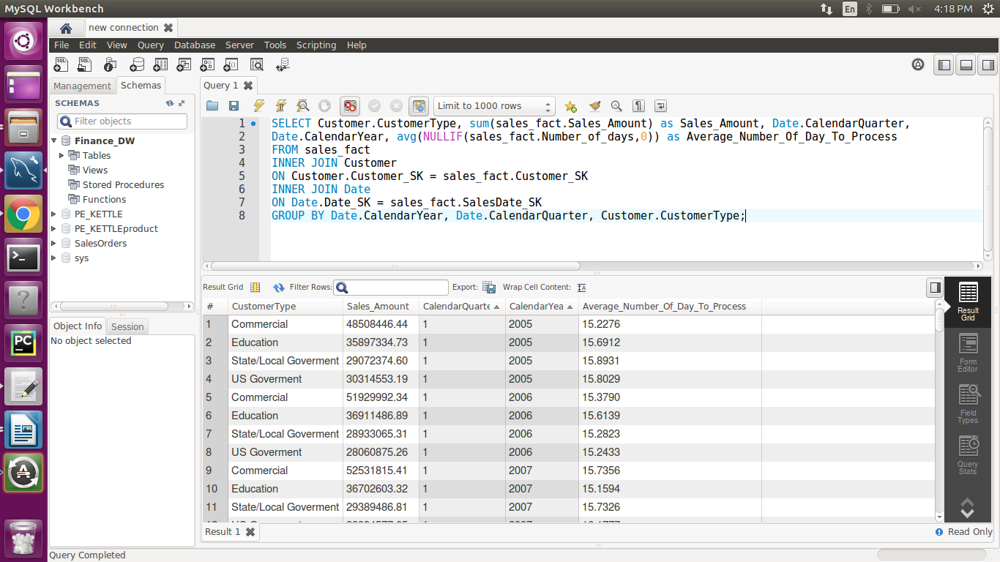 MySQL Workbench
En
4:18 PM
new connection
File Edit View Query Database Server Tools Scripting Help
Management Schemas
SCHEMAS
Filter objects
Finance_DW
Tables
Views
Stored Procedures
Functions
PE_KETTLE
PE_KETTLEproduct
SalesOrders
sys
Object Info Session
No object selected
Query 1
Limit to 1000 rows
1 SELECT Customer.CustomerType, sum(sales_fact.Sales_Amount) as Sales_Amount, Date.CalendarQuarter,
2 Date.CalendarYear, avg(NULLIF(sales_fact.Number_of_days,0)) as Average_Number_Of_Day_To_Process
3 FROM sales_fact
4 INNER JOIN Customer
5 ON Customer.Customer_SK = sales_fact.Customer_SK
6 INNER JOIN Date
7 ON Date.Date_SK = sales_fact.SalesDate_SK
8 GROUP BY Date.CalendarYear, Date.CalendarQuarter, Customer.CustomerType;
Result Grid Filter Rows: Export: Wrap Cell Content:
# CustomerType Sales_Amount CalendarQuarte CalendarYea Average_Number_Of_Day_To_Process
1 Commercial 48508446.44 1 2005 15.2276
2 Education 35897334.73 1 2005 15.6912
3 State/Local Goverment 29072374.60 1 2005 15.8931
4 US Goverment 30314553.19 1 2005 15.8029
5 Commercial 51929992.34 1 2006 15.3790
6 Education 36911486.89 1 2006 15.6139
7 State/Local Goverment 28933065.31 1 2006 15.2823
8 US Goverment 28060875.26 1 2006 15.2433
9 Commercial 52531815.41 1 2007 15.7356
10 Education 36702603.32 1 2007 15.1594
11 State/Local Goverment 29389486.81 1 2007 15.7326
Result
Grid
Form
Editor
Field
Types
Query
Stats
Result 1
Read Only
Query Completed